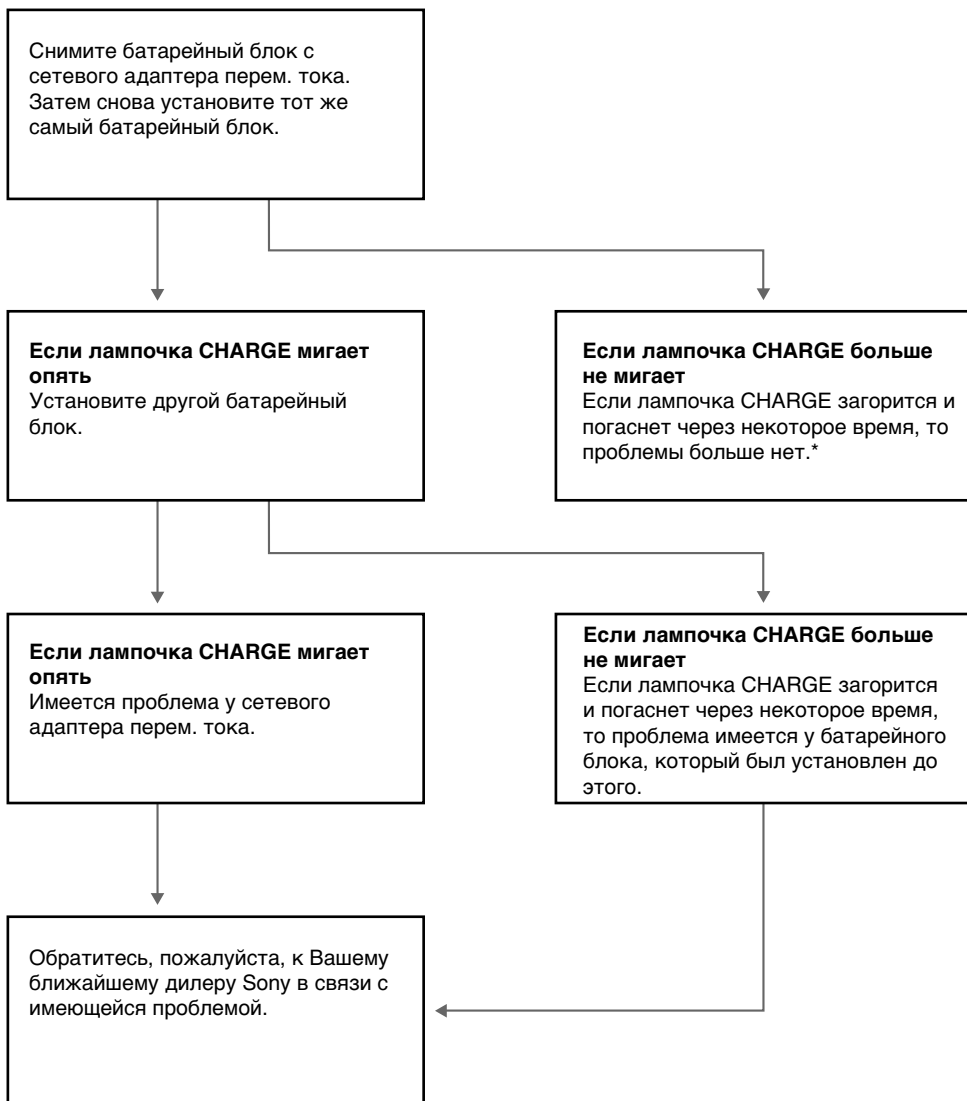 Снимите батарейный блок с
сетевого адаптера перем. тока.
Затем снова установите тот же
самый батарейный блок.
Если лампочка CHARGE мигает
опять
Установите другой батарейный
блок.
Если лампочка CHARGE больше
не мигает
Если лампочка CHARGE загорится и
погаснет через некоторое время, то
проблемы больше нет.*
Если лампочка CHARGE мигает
опять
Имеется проблема у сетевого
адаптера перем. тока.
Если лампочка CHARGE больше
не мигает
Если лампочка CHARGE загорится
и погаснет через некоторое время,
то проблема имеется у батарейного
блока, который был установлен до
этого.
Обратитесь, пожалуйста, к Вашему
ближайшему дилеру Sony в связи с
имеющейся проблемой.